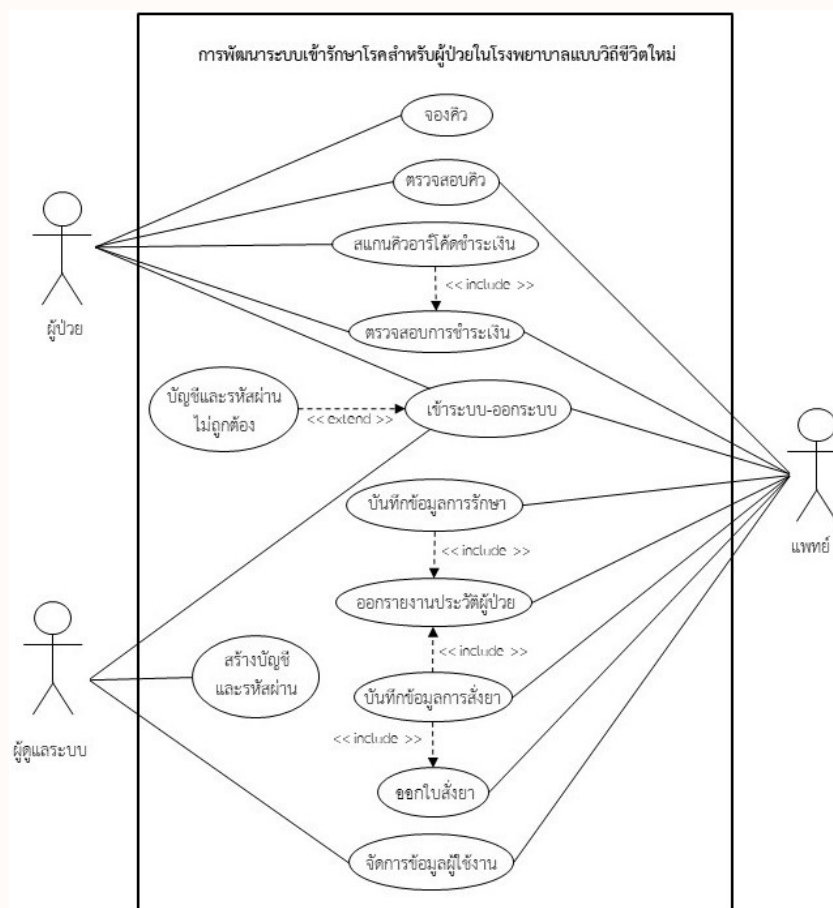 การพัฒนาระบบเข้ารักษาโรคสำหรับผู้ป่วยในโรงพยาบาลแบบวิถีชีวิตใหม่
จองคิว
ตรวจสอบคิว
สแกนคิวอาร์โค้ดชำระเงิน
<< include >>
ผู้ป่วย
ตรวจสอบการชำระเงิน
บัญชีและรหัสผ่าน
ไม่ถูกต้อง
<< extend >>
เข้าระบบ-ออกระบบ
บันทึกข้อมูลการรักษา
แพทย์
<< include >>
ออกรายงานประวัติผู้ป่วย
<< include >>
สร้างบัญชี
และรหัสผ่าน
บันทึกข้อมูลการสั่งยา
ผู้ดูแลระบบ
<< include >>
ออกใบสั่งยา
จัดการข้อมูลผู้ใช้งาน